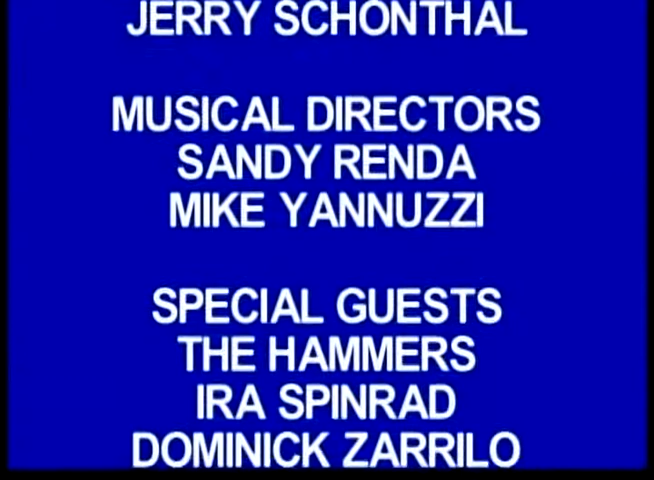 JERRY SCHONTHAL
MUSICAL DIRECTORS
SANDY RENDA
MIKE YANNUZZI
SPECIAL GUESTS
THE HAMMERS
IRA SPINRAD
DOMINICK ZARRILO